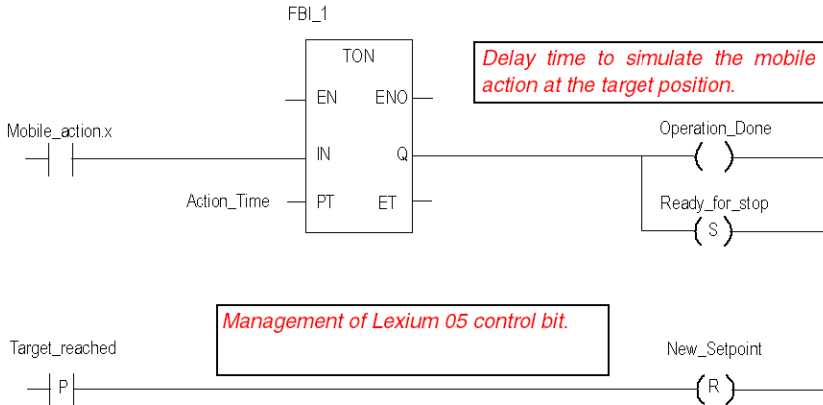 FBI_1
TON
Delay time to simulate the mobile
action at the target position.
EN ENO
Mobile_action.x
Operation_Done
IN Q
Action_Time PT ET
Ready_for_stop
S
Management of Lexium 05 control bit.
Target_reached
New_Setpoint
P
R